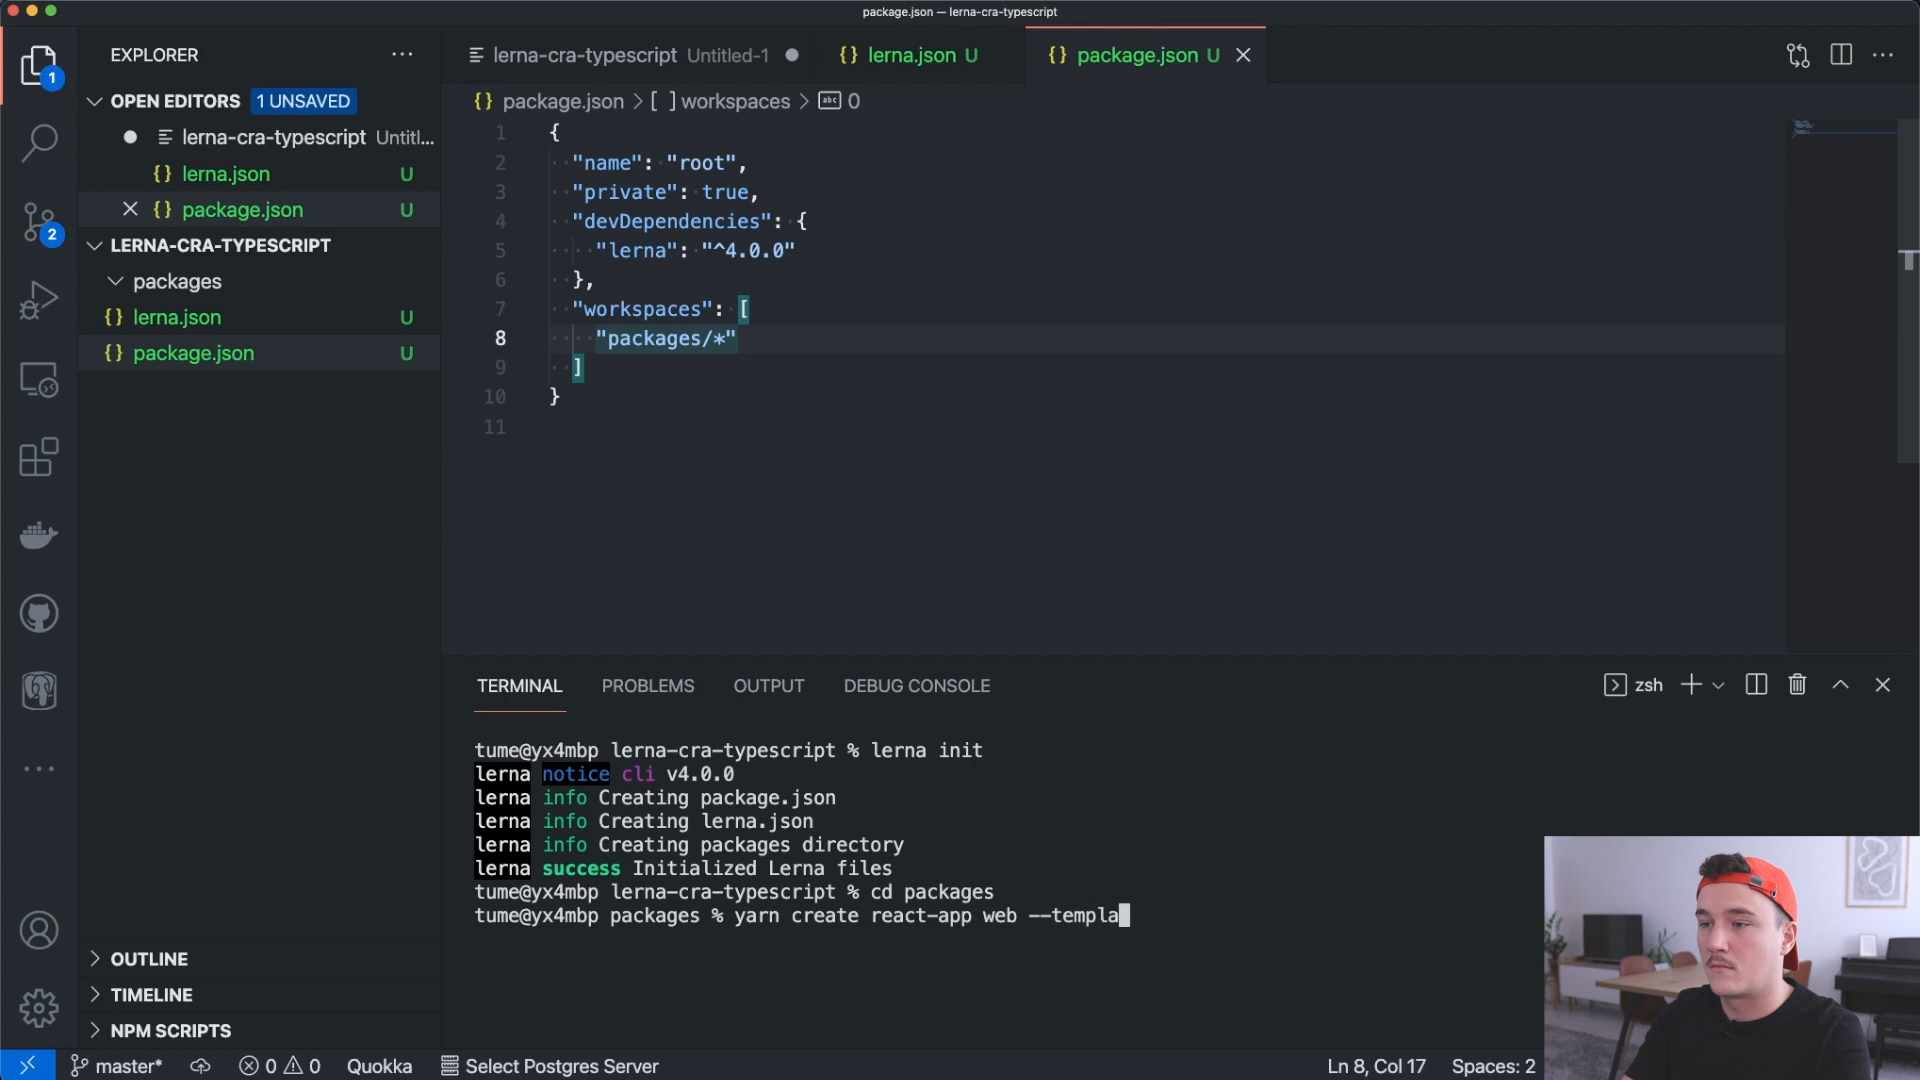 package.json — lerna-cra-typescript
EXPLORER
lerna-cra-typescript Untitled-1
lerna.json U
package.json U
OPEN EDITORS 1 UNSAVED
lerna-cra-typescript Untitl...
{} lerna.json U
{} package.json U
LERNA-CRA-TYPESCRIPT
packages
{} lerna.json U
{} package.json U
OUTLINE
TIMELINE
NPM SCRIPTS
1
2
{} package.json > [ ] workspaces > abc 0
1 {
2 "name": "root",
3 "private": true,
4 "devDependencies": {
5 "lerna": "^4.0.0"
6 },
7 "workspaces": [
8 "packages/*"
9 ]
10 }
11
TERMINAL PROBLEMS OUTPUT DEBUG CONSOLE
zsh
tume@yx4mbp lerna-cra-typescript % lerna init
lerna notice cli v4.0.0
lerna info Creating package.json
lerna info Creating lerna.json
lerna info Creating packages directory
lerna success Initialized Lerna files
tume@yx4mbp lerna-cra-typescript % cd packages
tume@yx4mbp packages % yarn create react-app web --templa
master* 0 0 Quokka Select Postgres Server Ln 8, Col 17 Spaces: 2